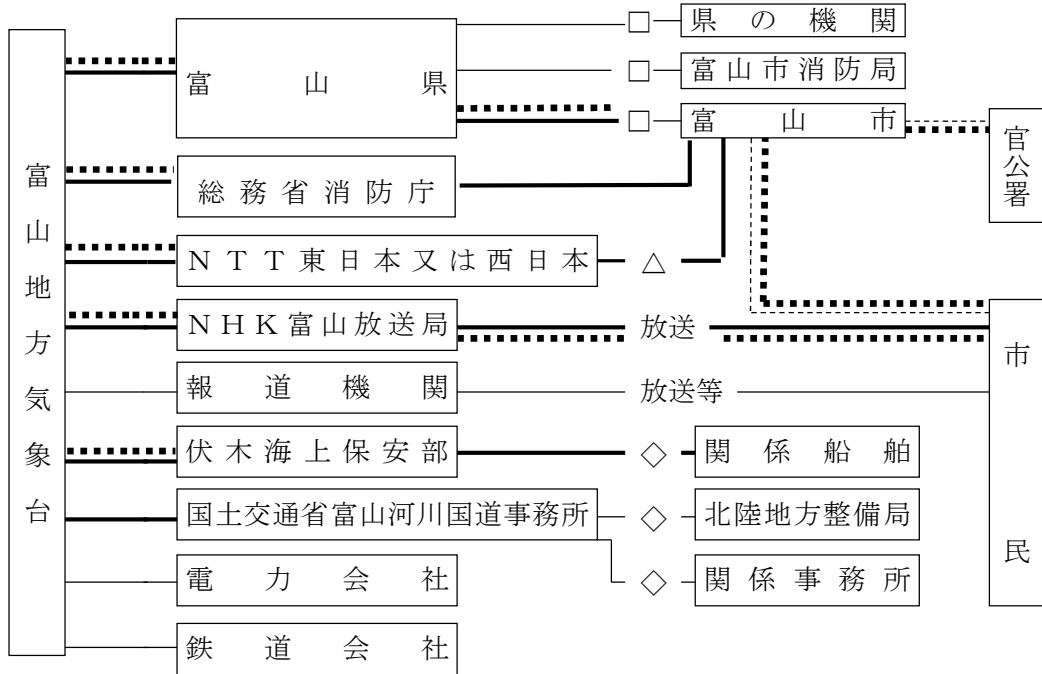 富山地方気象台
富山県
総務省消防庁
NTT東日本又は西日本
NHK富山放送局
報道機関
伏木海上保安部
国土交通省富山河川国道事務所
電力会社
鉄道会社
□
□
□
△
放送
放送等
◇
◇
◇
県の機関
富山市消防局
富山市
関係船舶
北陸地方整備局
関係事務所
官公署
市民